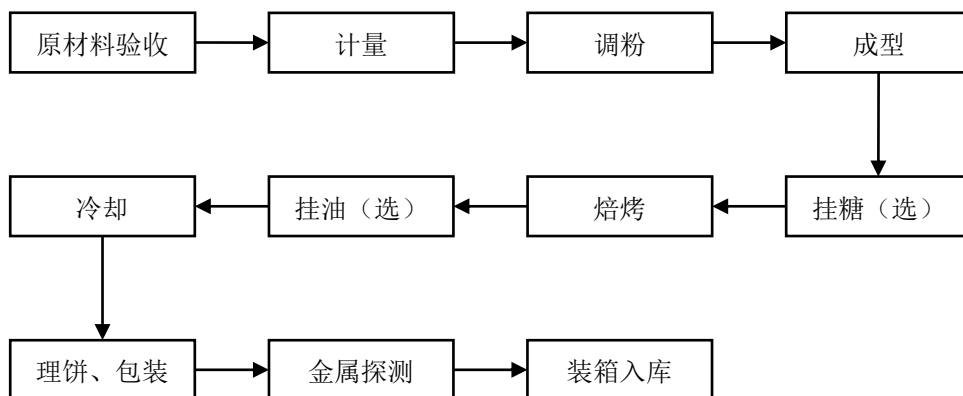 原材料验收
计量
调粉
成型
挂糖（选）
焙烤
挂油（选）
冷却
理饼、包装
金属探测
装箱入库